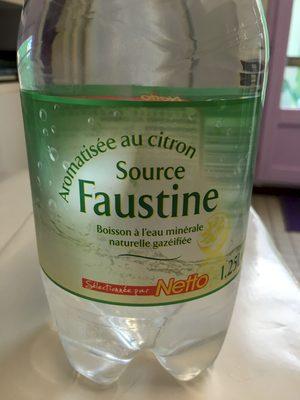 Aromatisée au citron
Source
Faustine
Boisson à l'eau minérale
naturelle gazéifiée
Sélectionnée par Netto
1.25